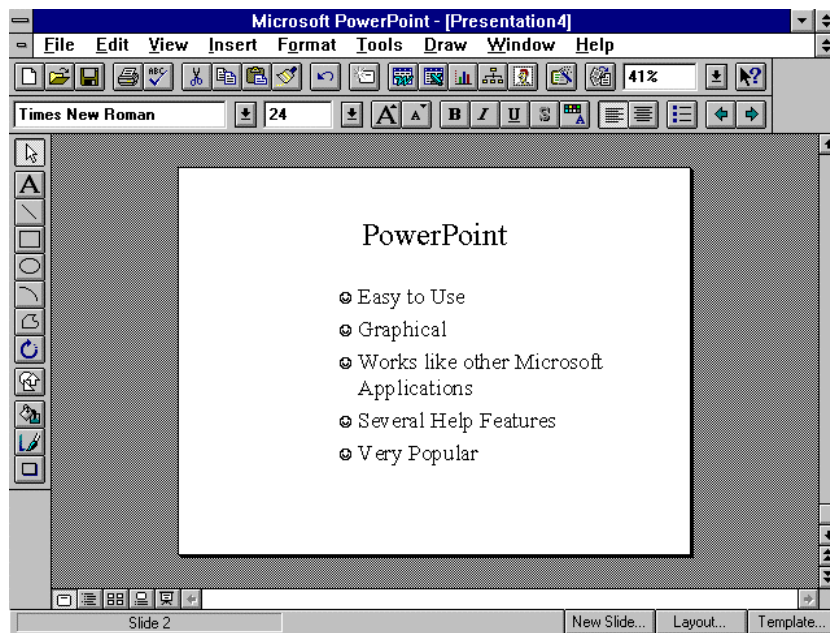 Microsoft PowerPoint - [Presentation4]
File Edit View Insert Format Tools Draw Window Help
ABC 41% ?
Times New Roman 24 A A B I U S A
A
PowerPoint
Easy to Use
Graphical
Works like other Microsoft
Applications
Several Help Features
Very Popular
Slide 2 New Slide... Layout... Template...